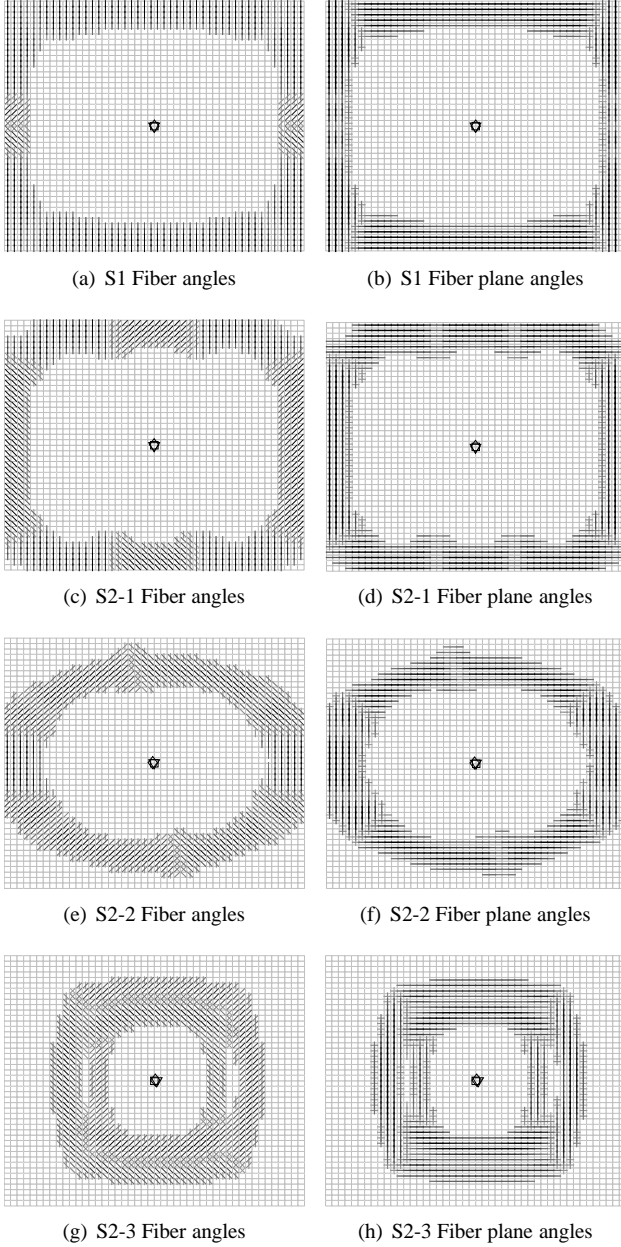 (a) S1 Fiber angles
(b) S1 Fiber plane angles
(c) S2-1 Fiber angles
(d) S2-1 Fiber plane angles
(e) S2-2 Fiber angles
(f) S2-2 Fiber plane angles
(g) S2-3 Fiber angles
(h) S2-3 Fiber plane angles